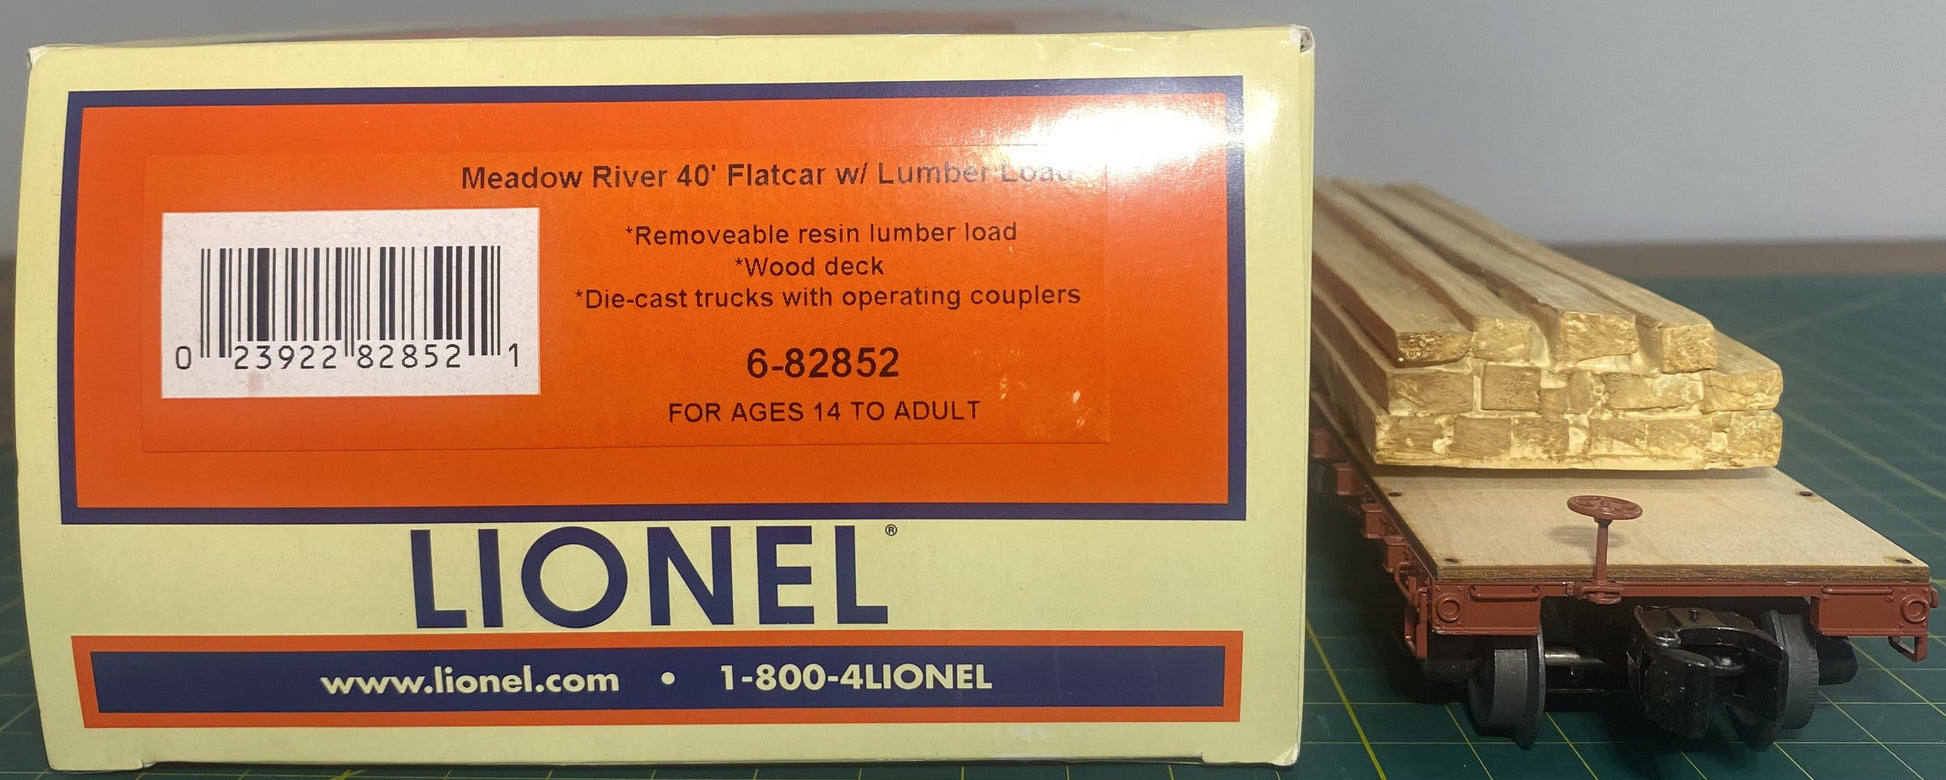 Meadow River 40' Flatcar w/ Lumber Load
*Removeable resin lumber load
*Wood deck
*Die-cast trucks with operating couplers
0 23922 82852 1
6-82852
FOR AGES 14 TO ADULT
LIONEL®
www.lionel.com • 1-800-4LIONEL